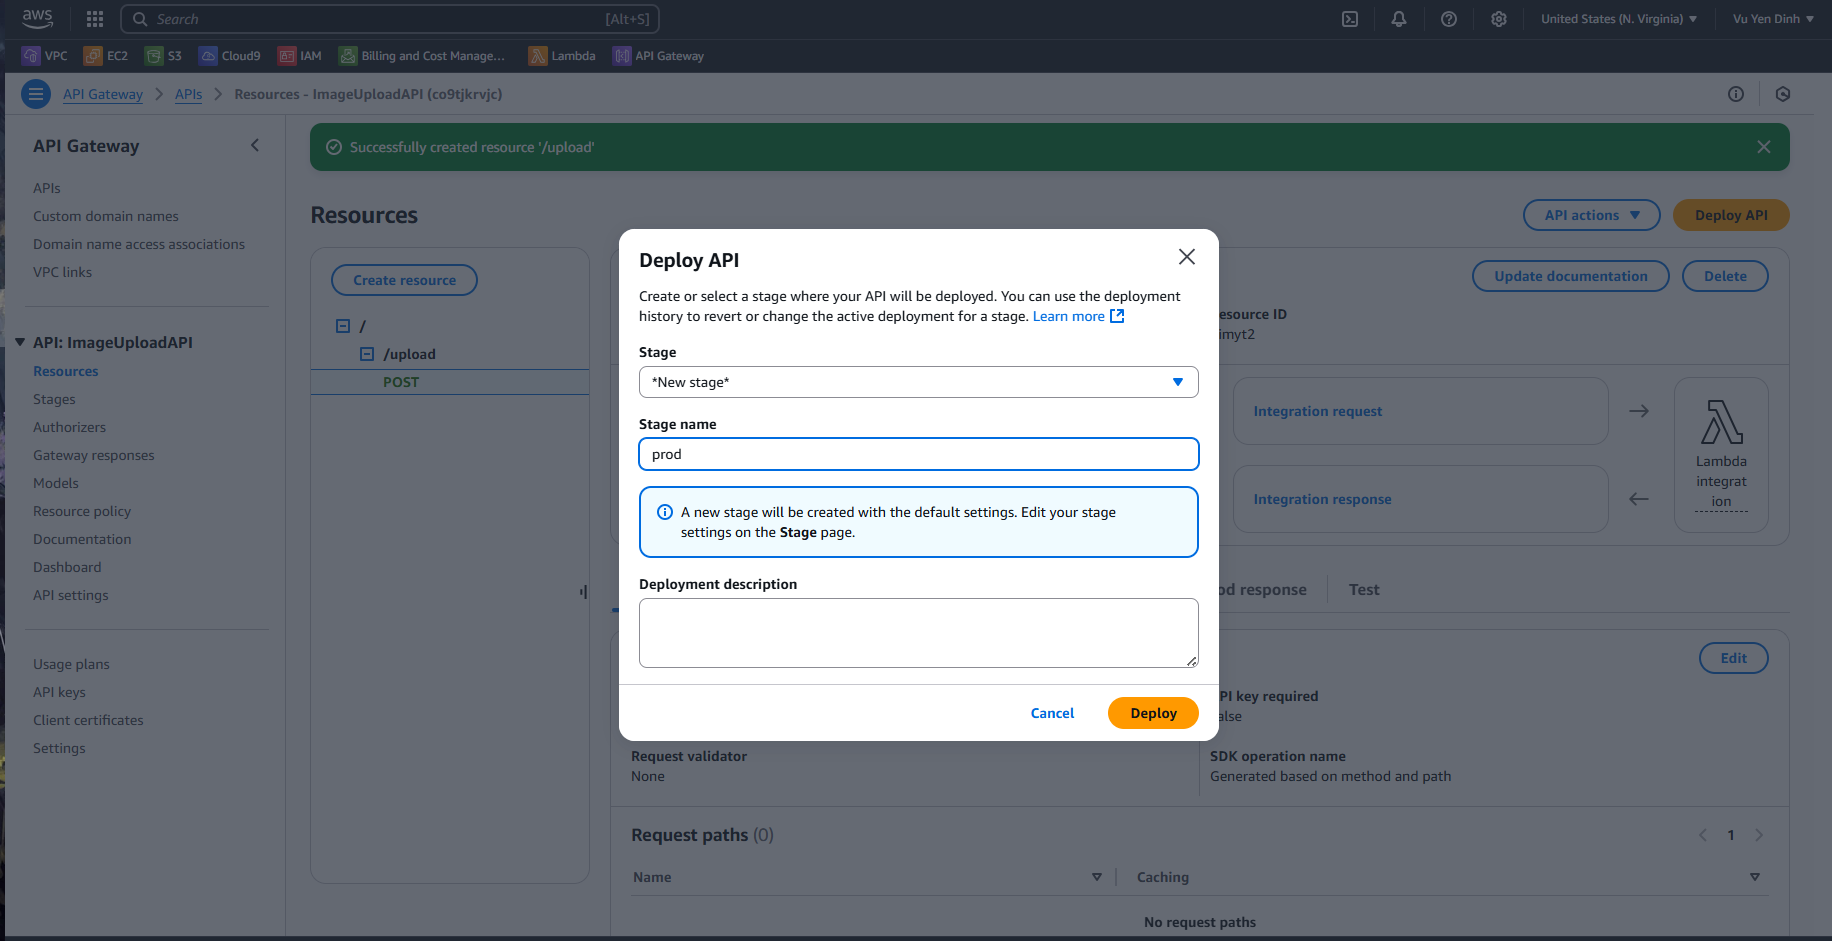 aws
Search
[Alt+S]
United States (N. Virginia)
Vu Yen Dinh
VPC
EC2
S3
Cloud9
IAM
Billing and Cost Manage...
Lambda
API Gateway
API Gateway
APIs
Resources - ImageUploadAPI (co9tjkrvjc)
API Gateway
APIs
Custom domain names
Domain name access associations
VPC links
API: ImageUploadAPI
Resources
Stages
Authorizers
Gateway responses
Models
Resource policy
Documentation
Dashboard
API settings
Usage plans
API keys
Client certificates
Settings
Successfully created resource '/upload'
Resources
API actions
Deploy API
Create resource
/
/upload
POST
Update documentation
Delete
esource ID
imyt2
Integration request
Integration response
Lambda
integrat
ion
od response
Test
Edit
PI key required
alse
Request validator
None
SDK operation name
Generated based on method and path
Request paths (0)
1
Name
Caching
No request paths
Deploy API
Create or select a stage where your API will be deployed. You can use the deployment
history to revert or change the active deployment for a stage. Learn more
Stage
*New stage*
Stage name
prod
A new stage will be created with the default settings. Edit your stage
settings on the Stage page.
Deployment description
Cancel
Deploy